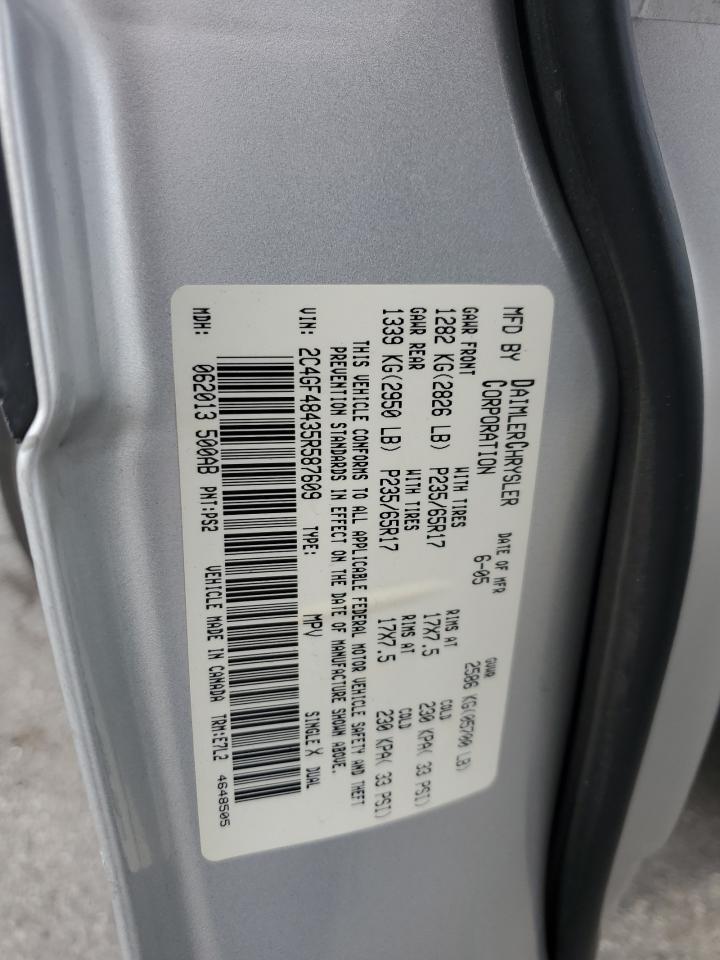 MFD BY DAIMLERCHRYSLER CORPORATION
DATE OF MFR 6-05
GVWR 2586 KG(05700 LB)
GAWR FRONT WITH TIRES RIMS AT COLD
1282 KG(2826 LB) P235/65R17 17X7.5 230 KPA( 33 PSI)
GAWR REAR WITH TIRES RIMS AT COLD
1339 KG(2950 LB) P235/65R17 17X7.5 230 KPA( 33 PSI)
THIS VEHICLE CONFORMS TO ALL APPLICABLE FEDERAL MOTOR VEHICLE SAFETY AND THEFT
PREVENTION STANDARDS IN EFFECT ON THE DATE OF MANUFACTURE SHOWN ABOVE.
VIN: 2C4GF48435R587609 TYPE: MPV SINGLE X DUAL
MDH: 062013 500AB PNT:PS2 VEHICLE MADE IN CANADA TRM:E7L2 4648505